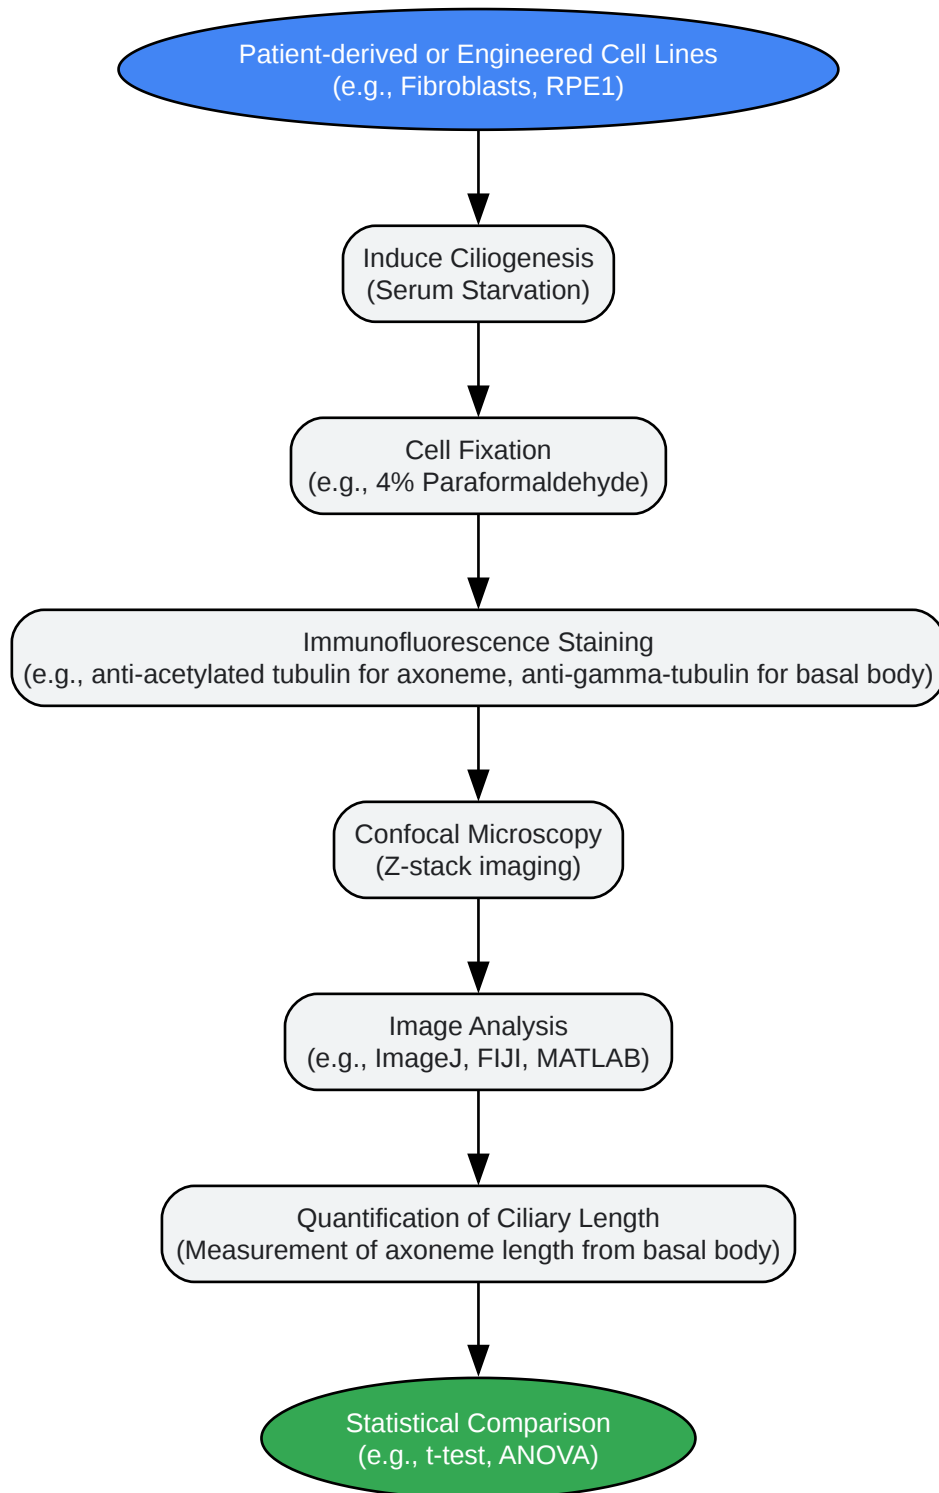 Patient-derived or Engineered Cell Lines
(e.g., Fibroblasts, RPE1)
Induce Ciliogenesis
(Serum Starvation)
Cell Fixation
(e.g., 4% Paraformaldehyde)
Immunofluorescence Staining
(e.g., anti-acetylated tubulin for axoneme, anti-gamma-tubulin for basal body)
Confocal Microscopy
(Z-stack imaging)
Image Analysis
(e.g., ImageJ, FIJI, MATLAB)
Quantification of Ciliary Length
(Measurement of axoneme length from basal body)
Statistical Comparison
(e.g., t-test, ANOVA)